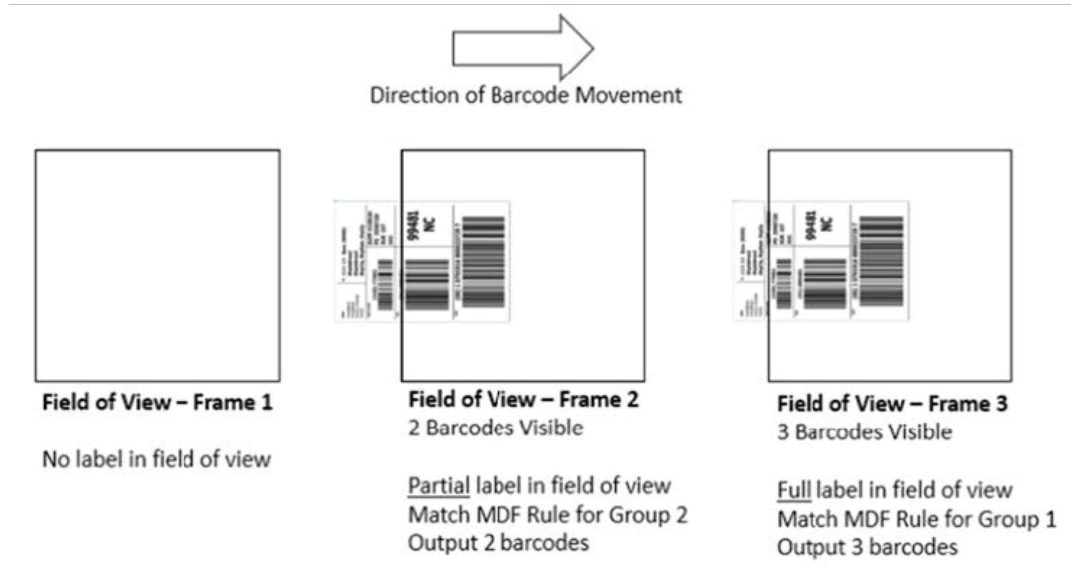 Direction of Barcode Movement
99481
NC
99481
NC
Field of View – Frame 1
No label in field of view
Field of View – Frame 2
2 Barcodes Visible
Partial label in field of view
Match MDF Rule for Group 2
Output 2 barcodes
Field of View – Frame 3
3 Barcodes Visible
Full label in field of view
Match MDF Rule for Group 1
Output 3 barcodes